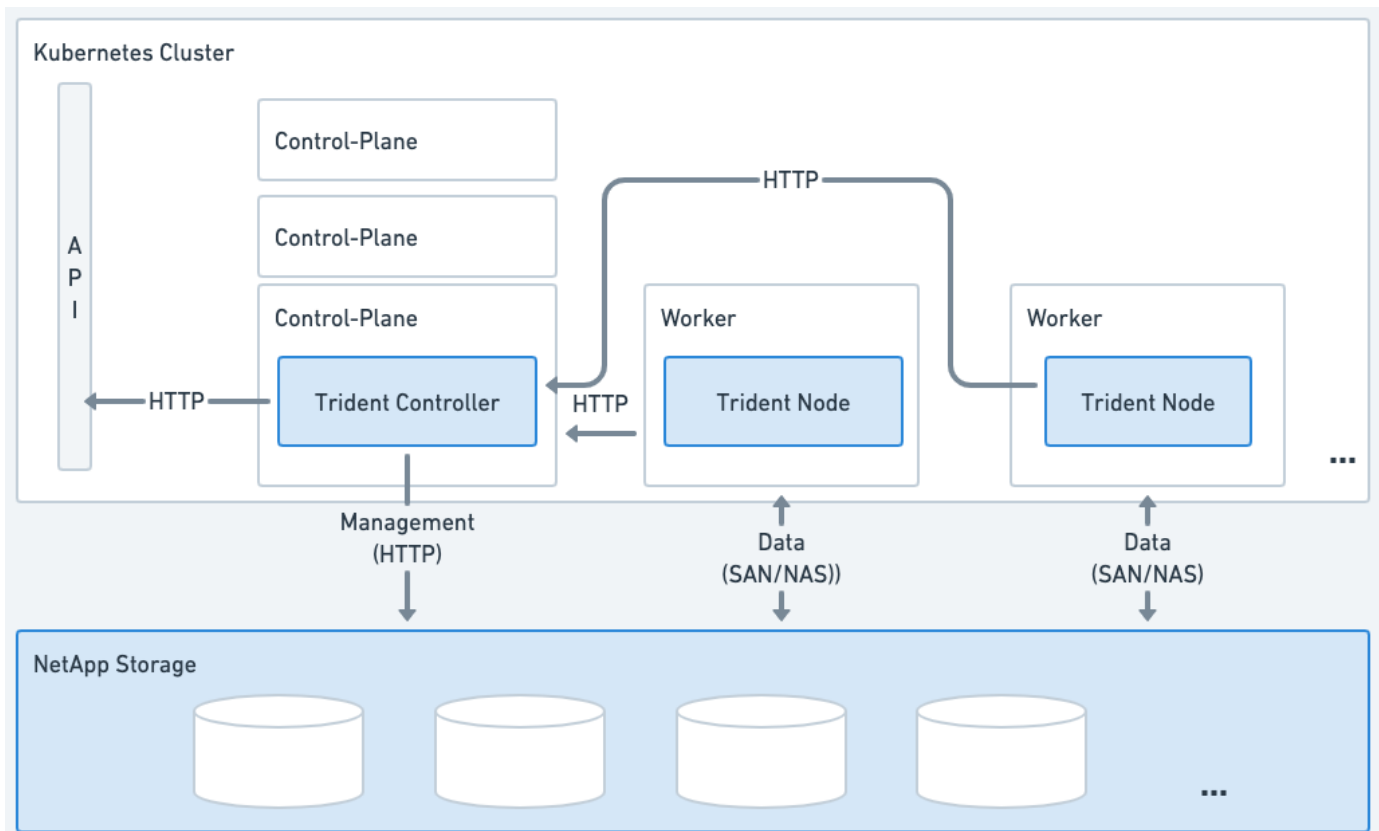 Kubernetes Cluster
A
P
I
Control-Plane
Control-Plane
Control-Plane
Trident Controller
HTTP
HTTP
HTTP
Worker
Trident Node
Worker
Trident Node
...
Management
(HTTP)
Data
(SAN/NAS))
Data
(SAN/NAS)
NetApp Storage
...